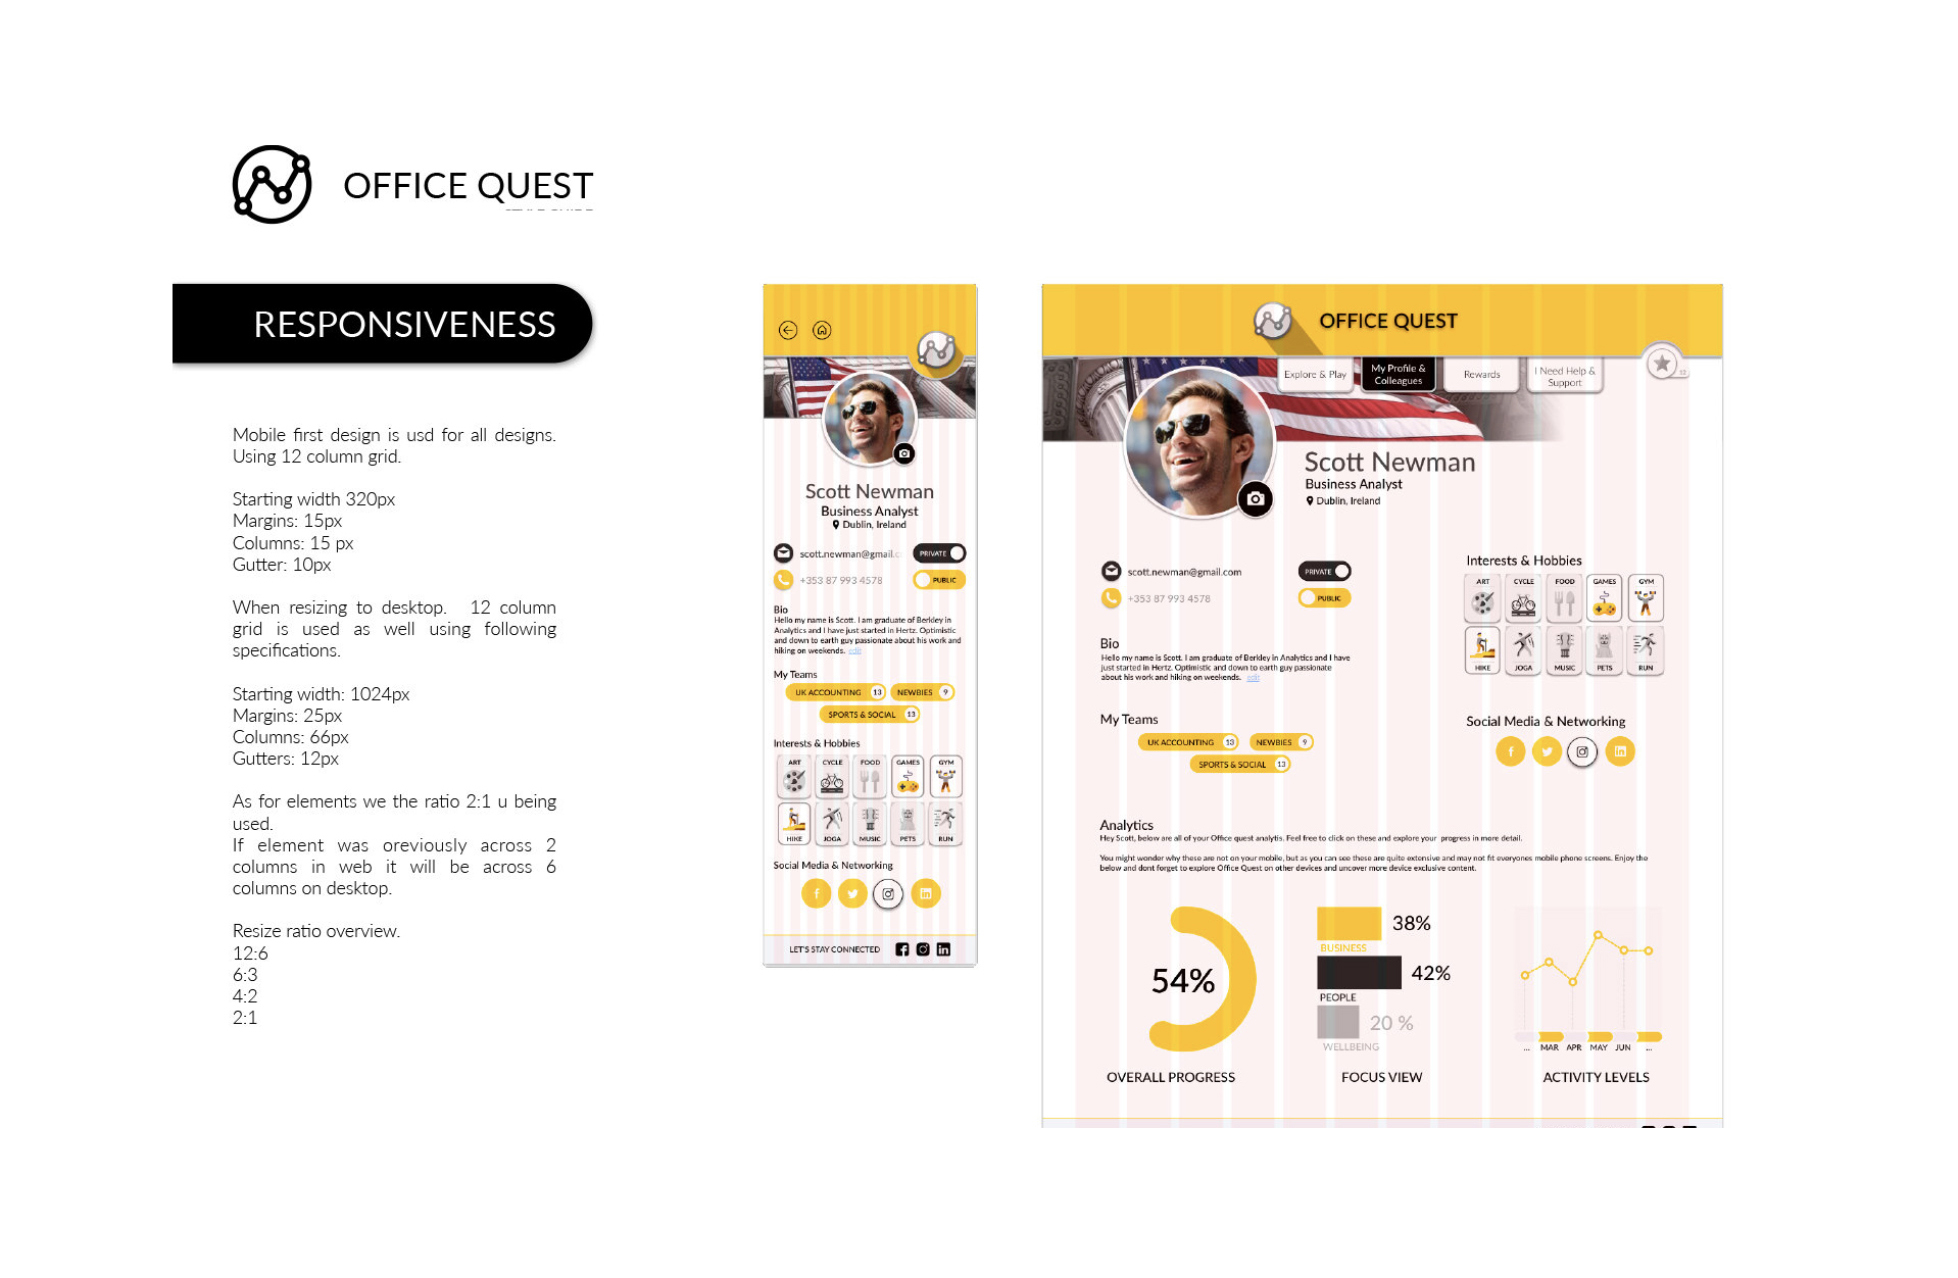 OFFICE QUEST
RESPONSIVENESS
Mobile first design is usd for all designs.
Using 12 column grid.
Starting width 320px
Margins: 15px
Columns: 15 px
Gutter: 10px
When resizing to desktop. 12 column
grid is used as well using following
specifications.
Starting width: 1024px
Margins: 25px
Columns: 66px
Gutters: 12px
As for elements we the ratio 2:1 u being
used.
If element was oreviously across 2
columns in web it will be across 6
columns on desktop.
Resize ratio overview.
12:6
6:3
4:2
2:1
Scott Newman
Business Analyst
Dublin, Ireland
scott.newman@gmail.c
PRIVATE
+353 87 993 4578
PUBLIC
Bio
Hello my name is Scott. I am graduate of Berkley in
Analytics and I have just started in Hertz. Optimistic
and down to earth guy passionate about his work and
hiking on weekends. edit
My Teams
UK ACCOUNTING 13 NEWBIES 9
SPORTS & SOCIAL 13
Interests & Hobbies
ART CYCLE FOOD GAMES GYM
HIKE JOGA MUSIC PETS RUN
Social Media & Networking
LET'S STAY CONNECTED
OFFICE QUEST
Explore & Play
My Profile &
Colleagues
Rewards
I Need Help &
Support
Scott Newman
Business Analyst
Dublin, Ireland
scott.newman@gmail.com
PRIVATE
+353 87 993 4578
PUBLIC
Bio
Hello my name is Scott. I am graduate of Berkley in Analytics and I have
just started in Hertz. Optimistic and down to earth guy passionate
about his work and hiking on weekends. edit
My Teams
UK ACCOUNTING 13 NEWBIES 9
SPORTS & SOCIAL 13
Interests & Hobbies
ART CYCLE FOOD GAMES GYM
HIKE JOGA MUSIC PETS RUN
Social Media & Networking
Analytics
Hey Scott, below are all of your Office quest analytis. Feel free to click on these and explore your progress in more detail.
You might wonder why these are not on your mobile, but as you can see these are quite extensive and may not fit everyones mobile phone screens. Enjoy the
below and dont forget to explore Office Quest on other devices and uncover more device exclusive content.
54%
OVERALL PROGRESS
38%
BUSINESS
42%
PEOPLE
20 %
WELLBEING
FOCUS VIEW
... MAR APR MAY JUN ...
ACTIVITY LEVELS